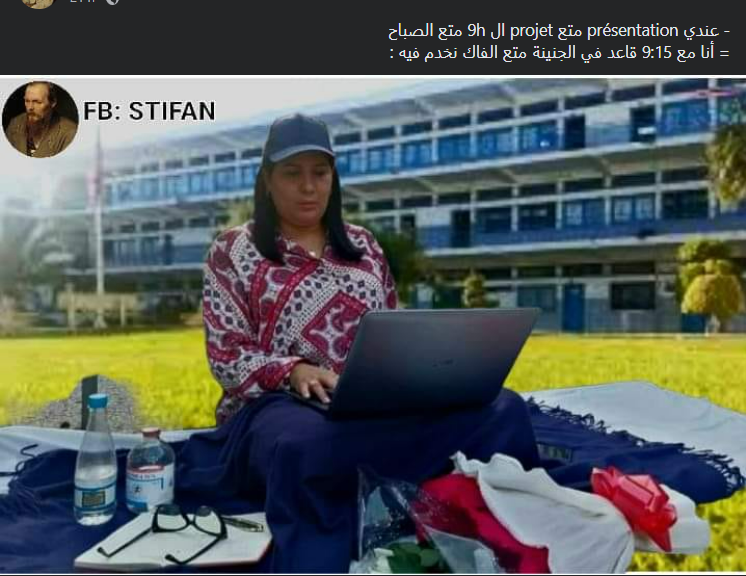 - عندي présentation متع projet ال 9h متع الصباح
= أنا مع 9:15 قاعد في الجنينة متع الفاك نخدم فيه :
FB: STIFAN